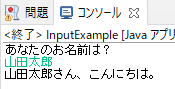 問題 コンソール
<終了> InputExample [Java アプリ
あなたのお名前は？
山田太郎
山田太郎さん、こんにちは。